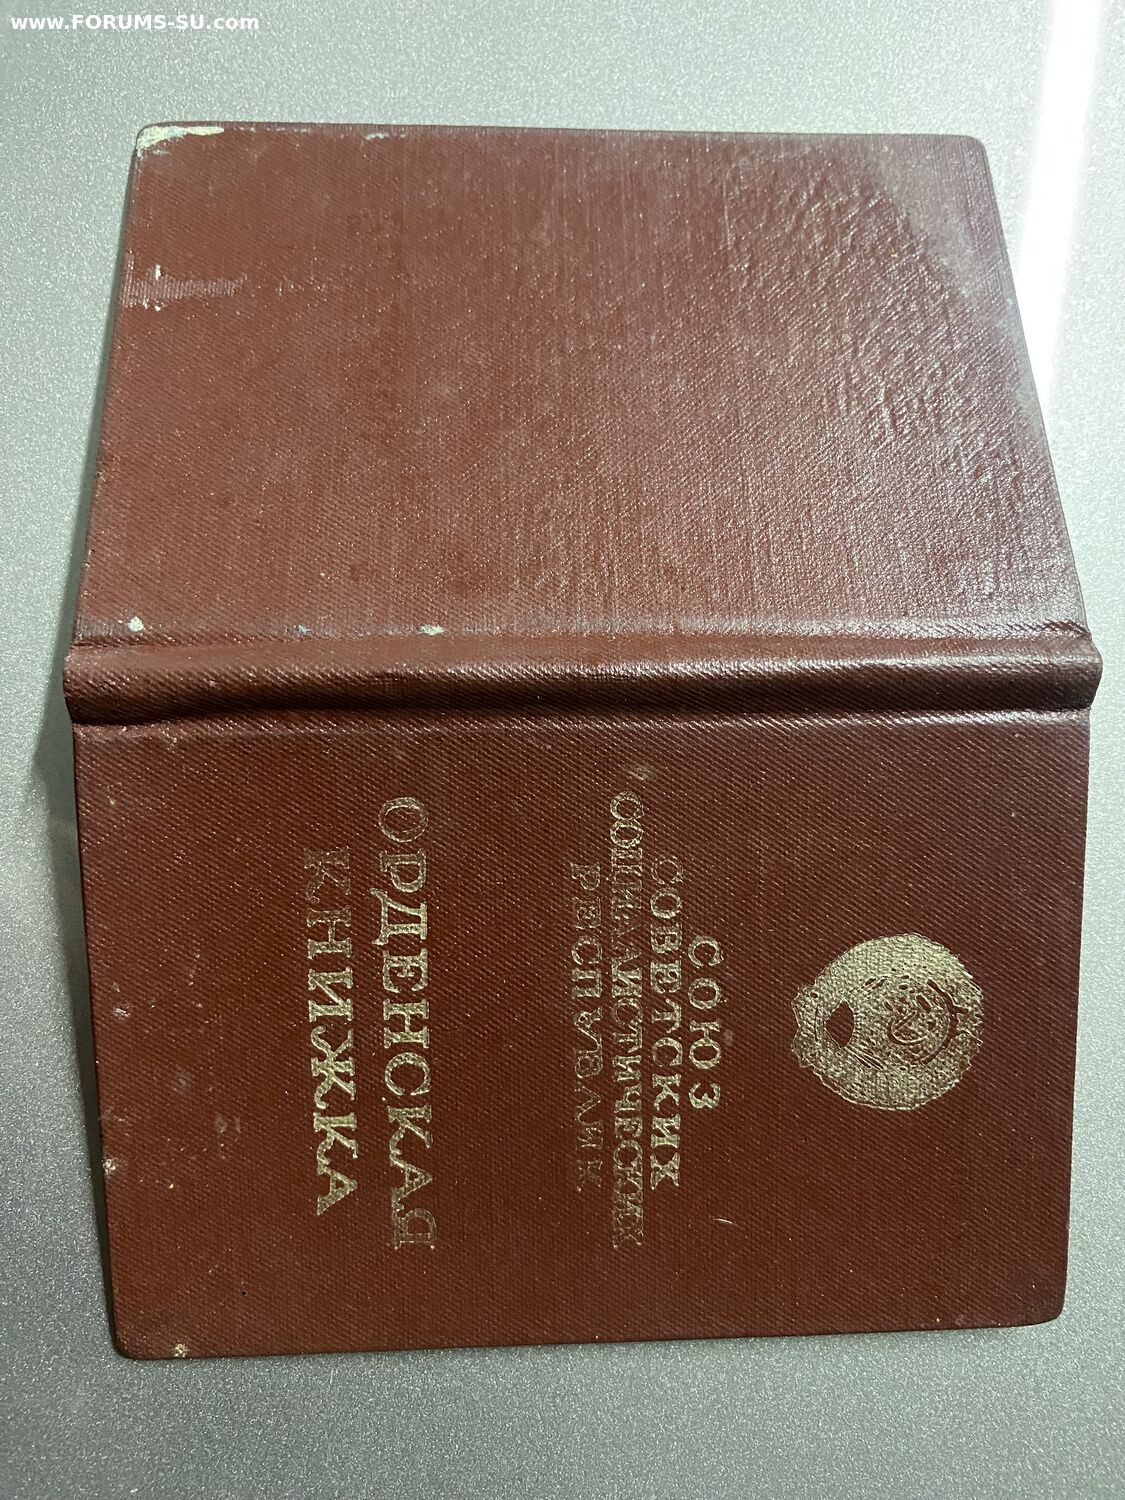 www.FORUMS-SU.com
СОЮЗ
СОВЕТСКИХ
СОЦИАЛИСТИЧЕСКИХ
РЕСПУБЛИК
ОРДЕНСКАЯ
КНИЖКА